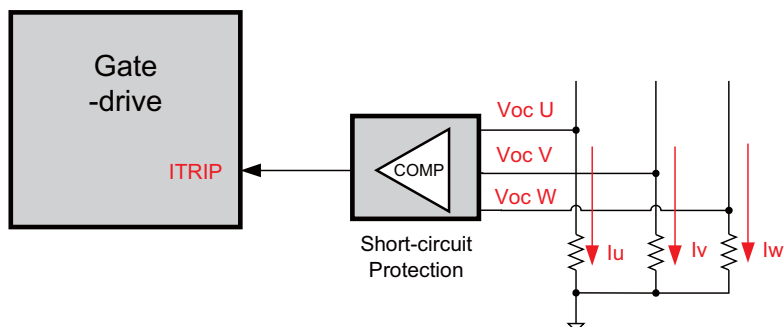 Gate
-drive
ITRIP
COMP
Short-circuit
Protection
Voc U
Voc V
Voc W
Iu
Iv
Iw